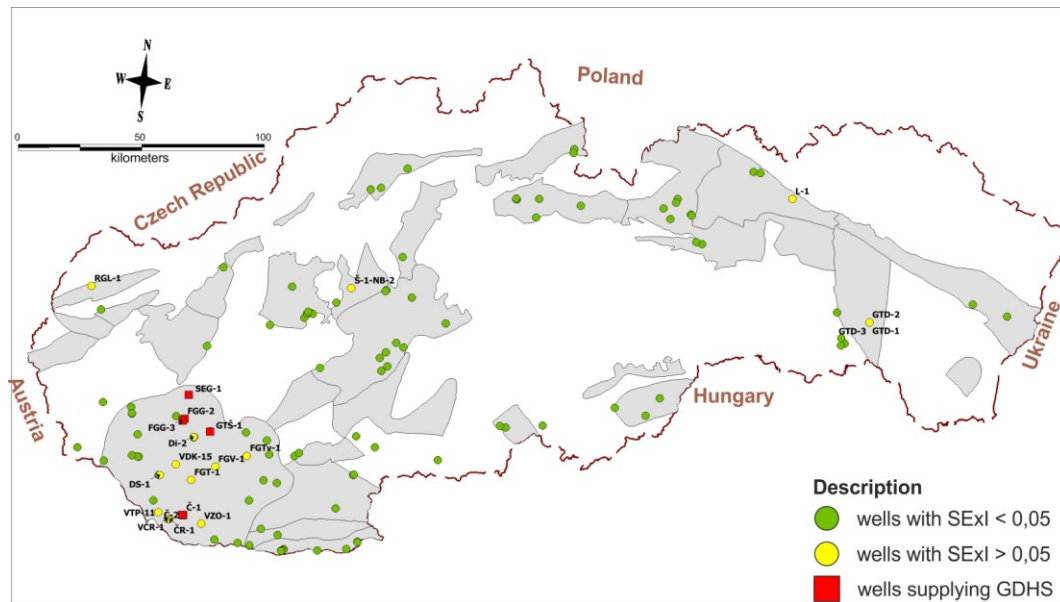 N
W E
S
0 50 100
kilometers
Poland
Czech Republic
Austria
Hungary
Ukraine
L-1
RGL-1
Š-1-NB-2
GTD-2
GTD-3 GTD-1
SEG-1
FGG-2
FGG-3 GTŠ-1
Di-2
FGTv-1
VDK-15 FGV-1
DS-1 FGT-1
VTP-11 Č-2 Č-1
VČR-1 ČR-1 VZO-1
Description
wells with SExI < 0,05
wells with SExI > 0,05
wells supplying GDHS